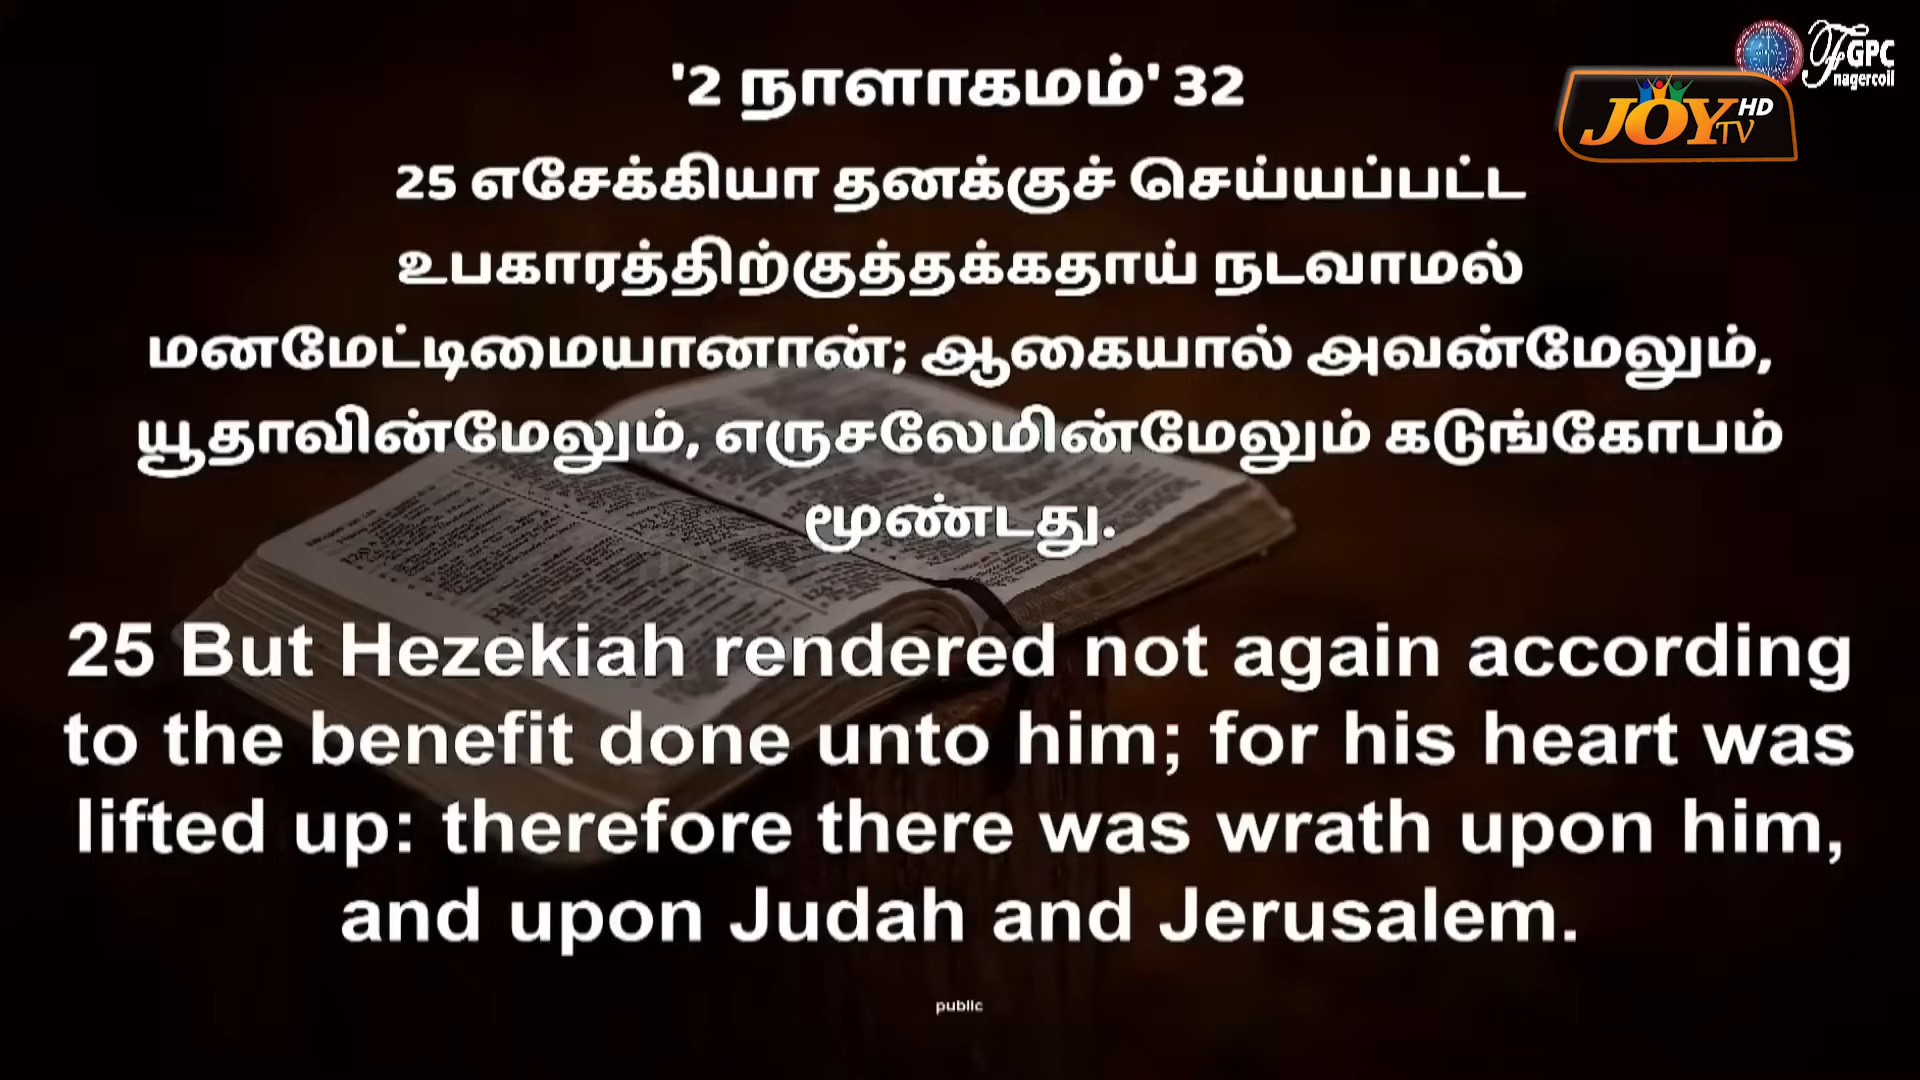 '2 நாளாகமம்' 32
25 எசேக்கியா தனக்குச் செய்யப்பட்ட
உபகாரத்திற்குத்தக்கதாய் நடவாமல்
மனமேட்டிமையானான்; ஆகையால் அவன்மேலும்,
யூதாவின்மேலும், எருசலேமின்மேலும் கடுங்கோபம்
மூண்டது.
25 But Hezekiah rendered not again according
to the benefit done unto him; for his heart was
lifted up: therefore there was wrath upon him,
and upon Judah and Jerusalem.
public
JOY TV HD
FGPC
nagercoil